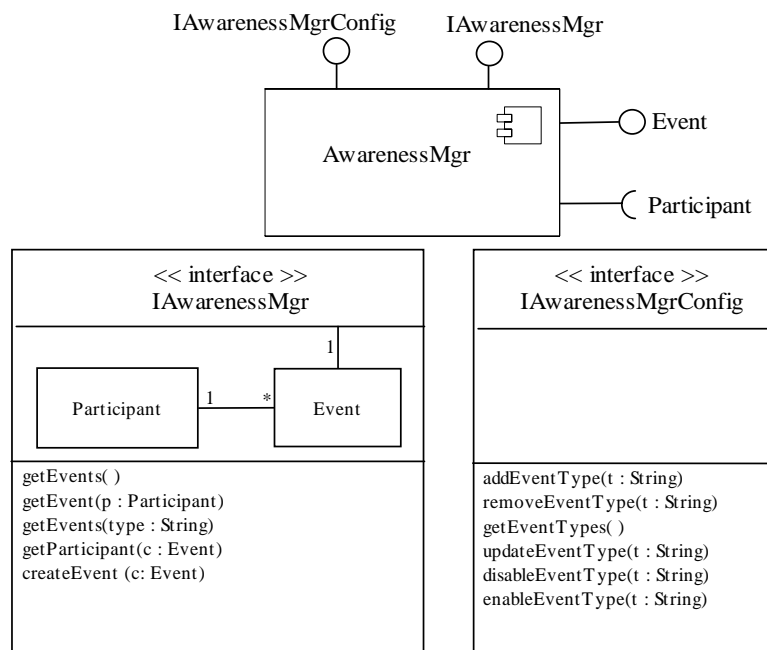 IAwarenessMgrConfig
IAwarenessMgr
AwarenessMgr
Event
Participant
<< interface >>
IAwarenessMgr
1
Participant
1
*
Event
getEvents( )
getEvent(p : Participant)
getEvents(type : String)
getParticipant(c : Event)
createEvent (c: Event)
<< interface >>
IAwarenessMgrConfig
addEventType(t : String)
removeEventType(t : String)
getEventTypes( )
updateEventType(t : String)
disableEventType(t : String)
enableEventType(t : String)